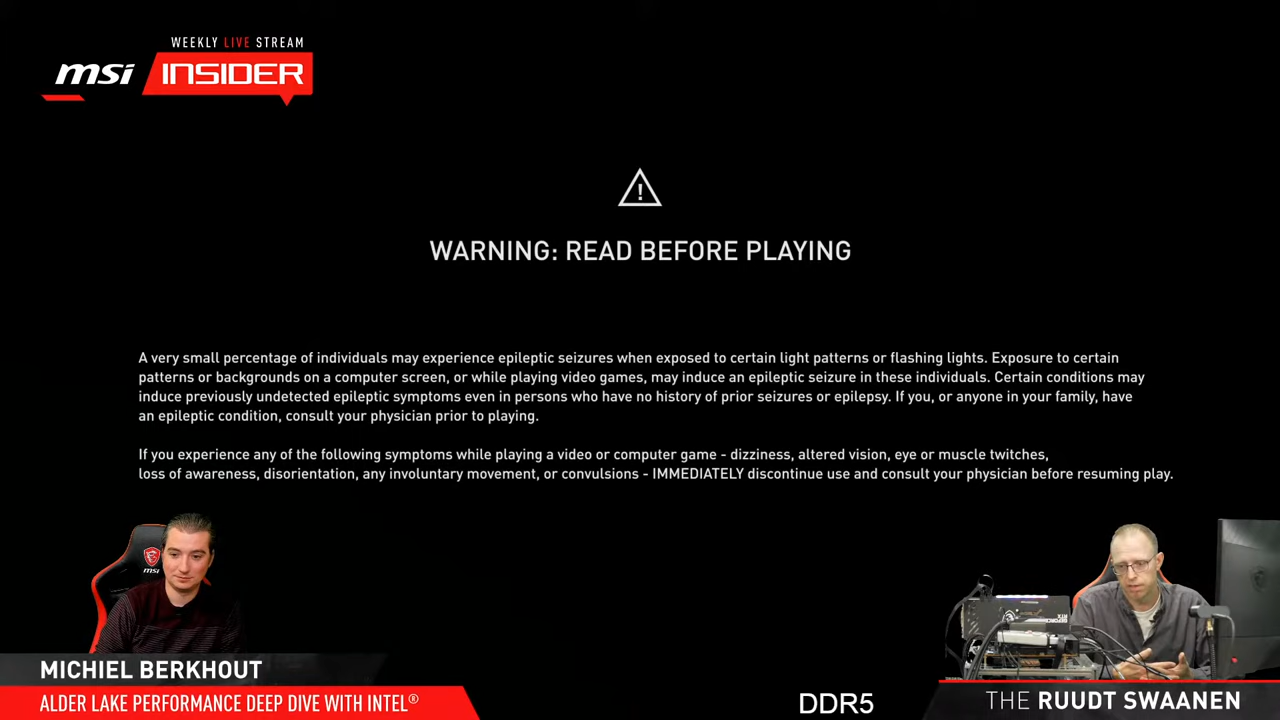 WEEKLY LIVE STREAM
msi INSIDER
WARNING: READ BEFORE PLAYING
A very small percentage of individuals may experience epileptic seizures when exposed to certain light patterns or flashing lights. Exposure to certain
patterns or backgrounds on a computer screen, or while playing video games, may induce an epileptic seizure in these individuals. Certain conditions may
induce previously undetected epileptic symptoms even in persons who have no history of prior seizures or epilepsy. If you, or anyone in your family, have
an epileptic condition, consult your physician prior to playing.
If you experience any of the following symptoms while playing a video or computer game - dizziness, altered vision, eye or muscle twitches,
loss of awareness, disorientation, any involuntary movement, or convulsions - IMMEDIATELY discontinue use and consult your physician before resuming play.
msi
GEFORCE RTX
MICHIEL BERKHOUT
ALDER LAKE PERFORMANCE DEEP DIVE WITH INTEL®
DDR5
THE RUUDT SWAANEN